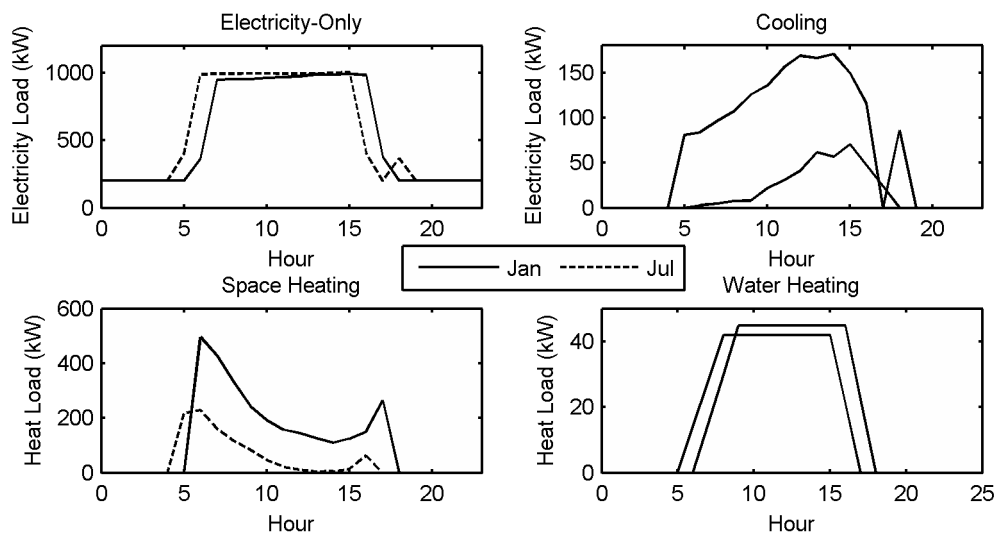 Electricity-Only
Electricity Load (kW)
1000
500
0
0 5 10 15 20
Hour
Cooling
Electricity Load (kW)
150
100
50
0
0 5 10 15 20
Hour
Jan Jul
Space Heating
Heat Load (kW)
600
400
200
0
0 5 10 15 20
Hour
Water Heating
Heat Load (kW)
40
20
0
0 5 10 15 20 25
Hour